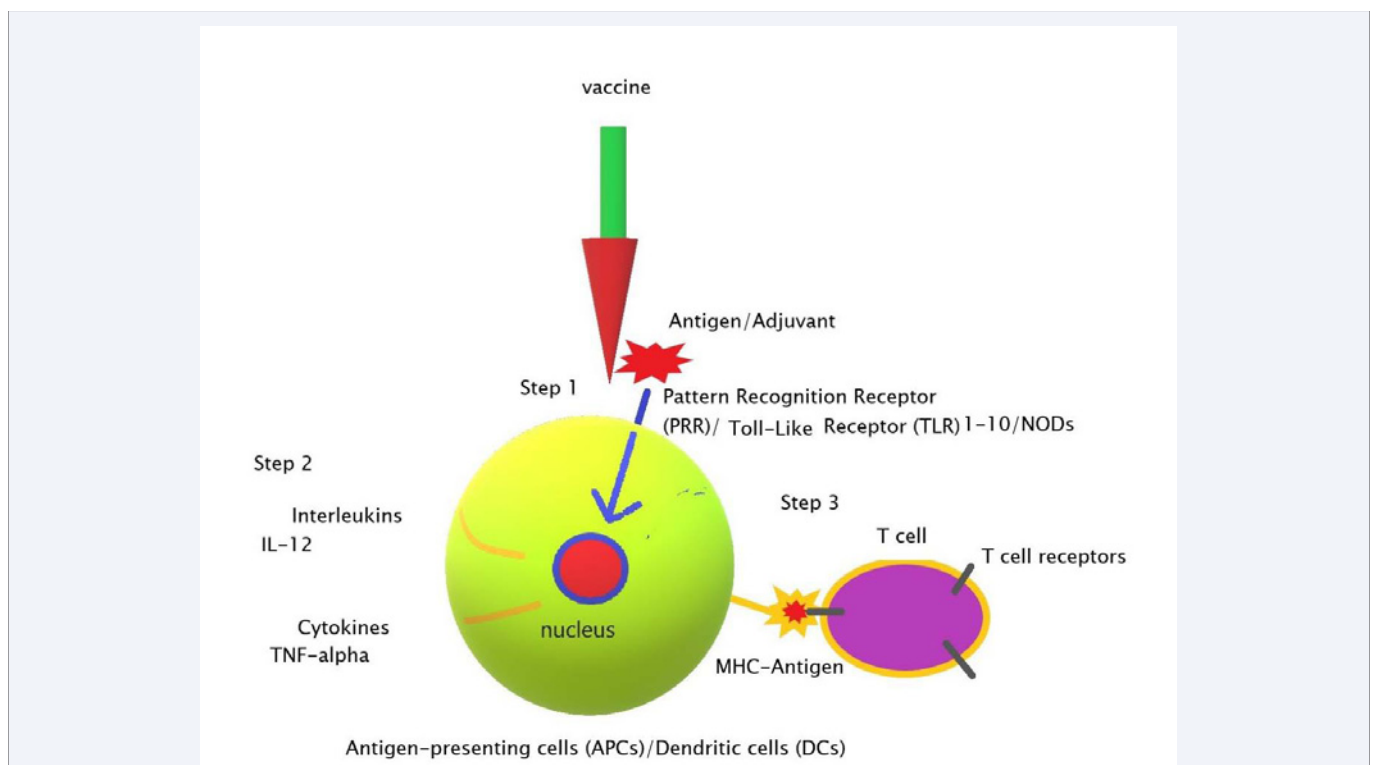 vaccine
Antigen/Adjuvant
Step 1
Pattern Recognition Receptor
(PRR)/ Toll-Like Receptor (TLR) 1-10/NODs
Step 2
Interleukins
IL-12
Step 3
T cell
T cell receptors
Cytokines
TNF-alpha
nucleus
MHC-Antigen
Antigen-presenting cells (APCs)/Dendritic cells (DCs)